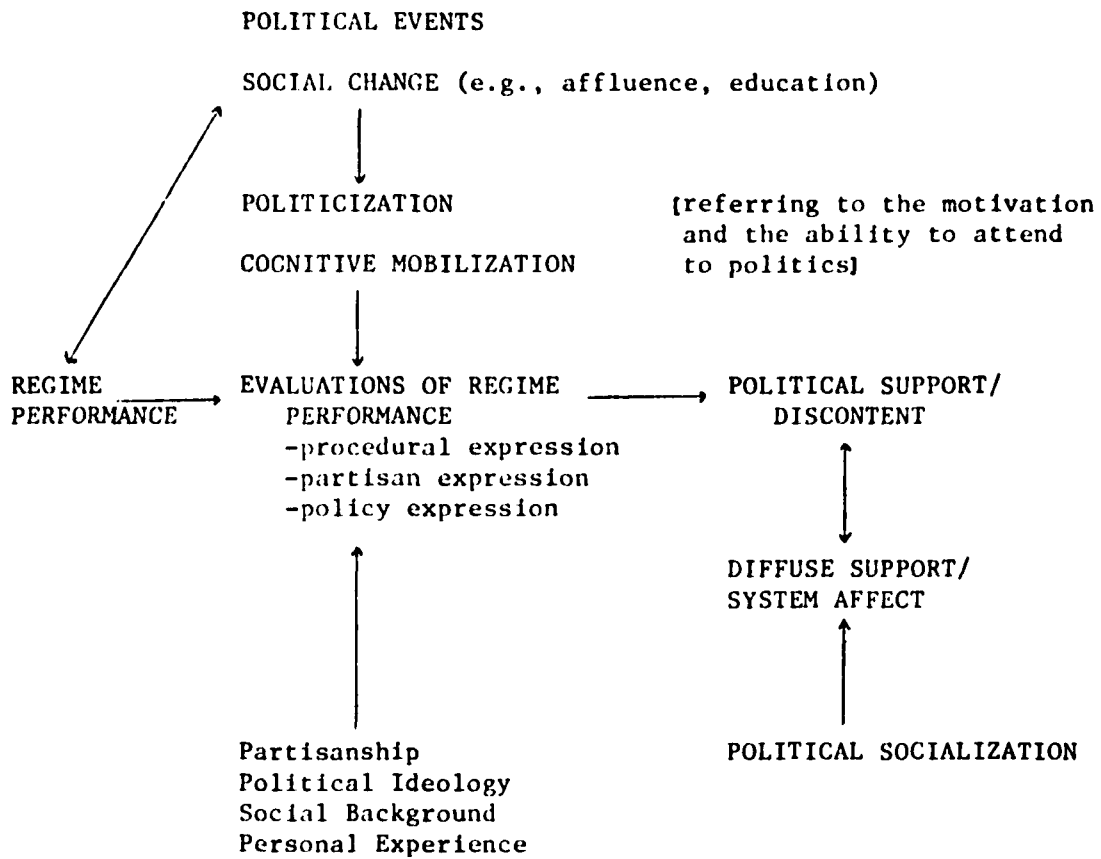 POLITICAL EVENTS
SOCIAL CHANGE (e.g., affluence, education)
POLITICIZATION
COGNITIVE MOBILIZATION
[referring to the motivation
and the ability to attend
to politics]
REGIME
PERFORMANCE
EVALUATIONS OF REGIME
PERFORMANCE
-procedural expression
-partisan expression
-policy expression
POLITICAL SUPPORT/
DISCONTENT
DIFFUSE SUPPORT/
SYSTEM AFFECT
Partisanship
Political Ideology
Social Background
Personal Experience
POLITICAL SOCIALIZATION